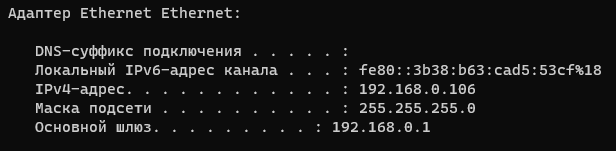 Адаптер Ethernet Ethernet:
DNS-суффикс подключения . . . . . :
Локальный IPv6-адрес канала . . . : fe80::3b38:b63:cad5:53cf%18
IPv4-адрес. . . . . . . . . . . . : 192.168.0.106
Маска подсети . . . . . . . . . . : 255.255.255.0
Основной шлюз. . . . . . . . . : 192.168.0.1